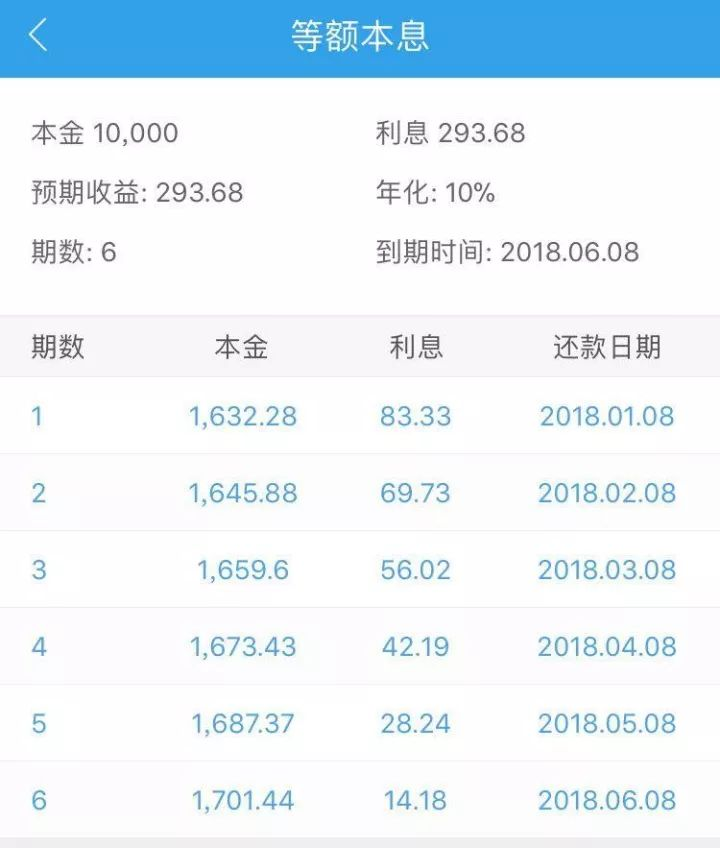 等额本息
本金 10,000 利息 293.68
预期收益: 293.68 年化: 10%
期数: 6 到期时间: 2018.06.08
期数 本金 利息 还款日期
1 1,632.28 83.33 2018.01.08
2 1,645.88 69.73 2018.02.08
3 1,659.6 56.02 2018.03.08
4 1,673.43 42.19 2018.04.08
5 1,687.37 28.24 2018.05.08
6 1,701.44 14.18 2018.06.08